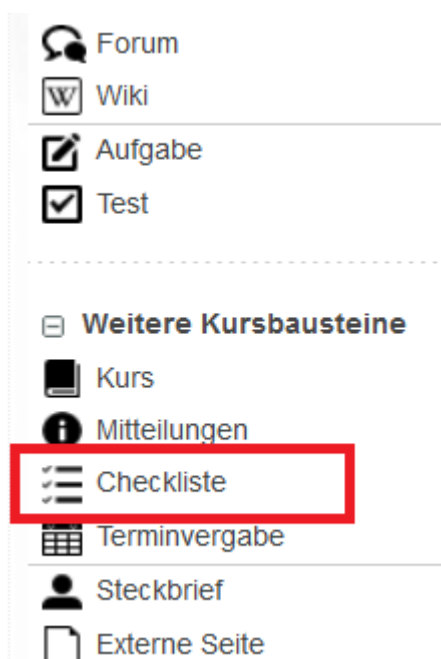 Forum
W Wiki
Aufgabe
Test
Weitere Kursbausteine
Kurs
Mitteilungen
Checkliste
Terminvergabe
Steckbrief
Externe Seite